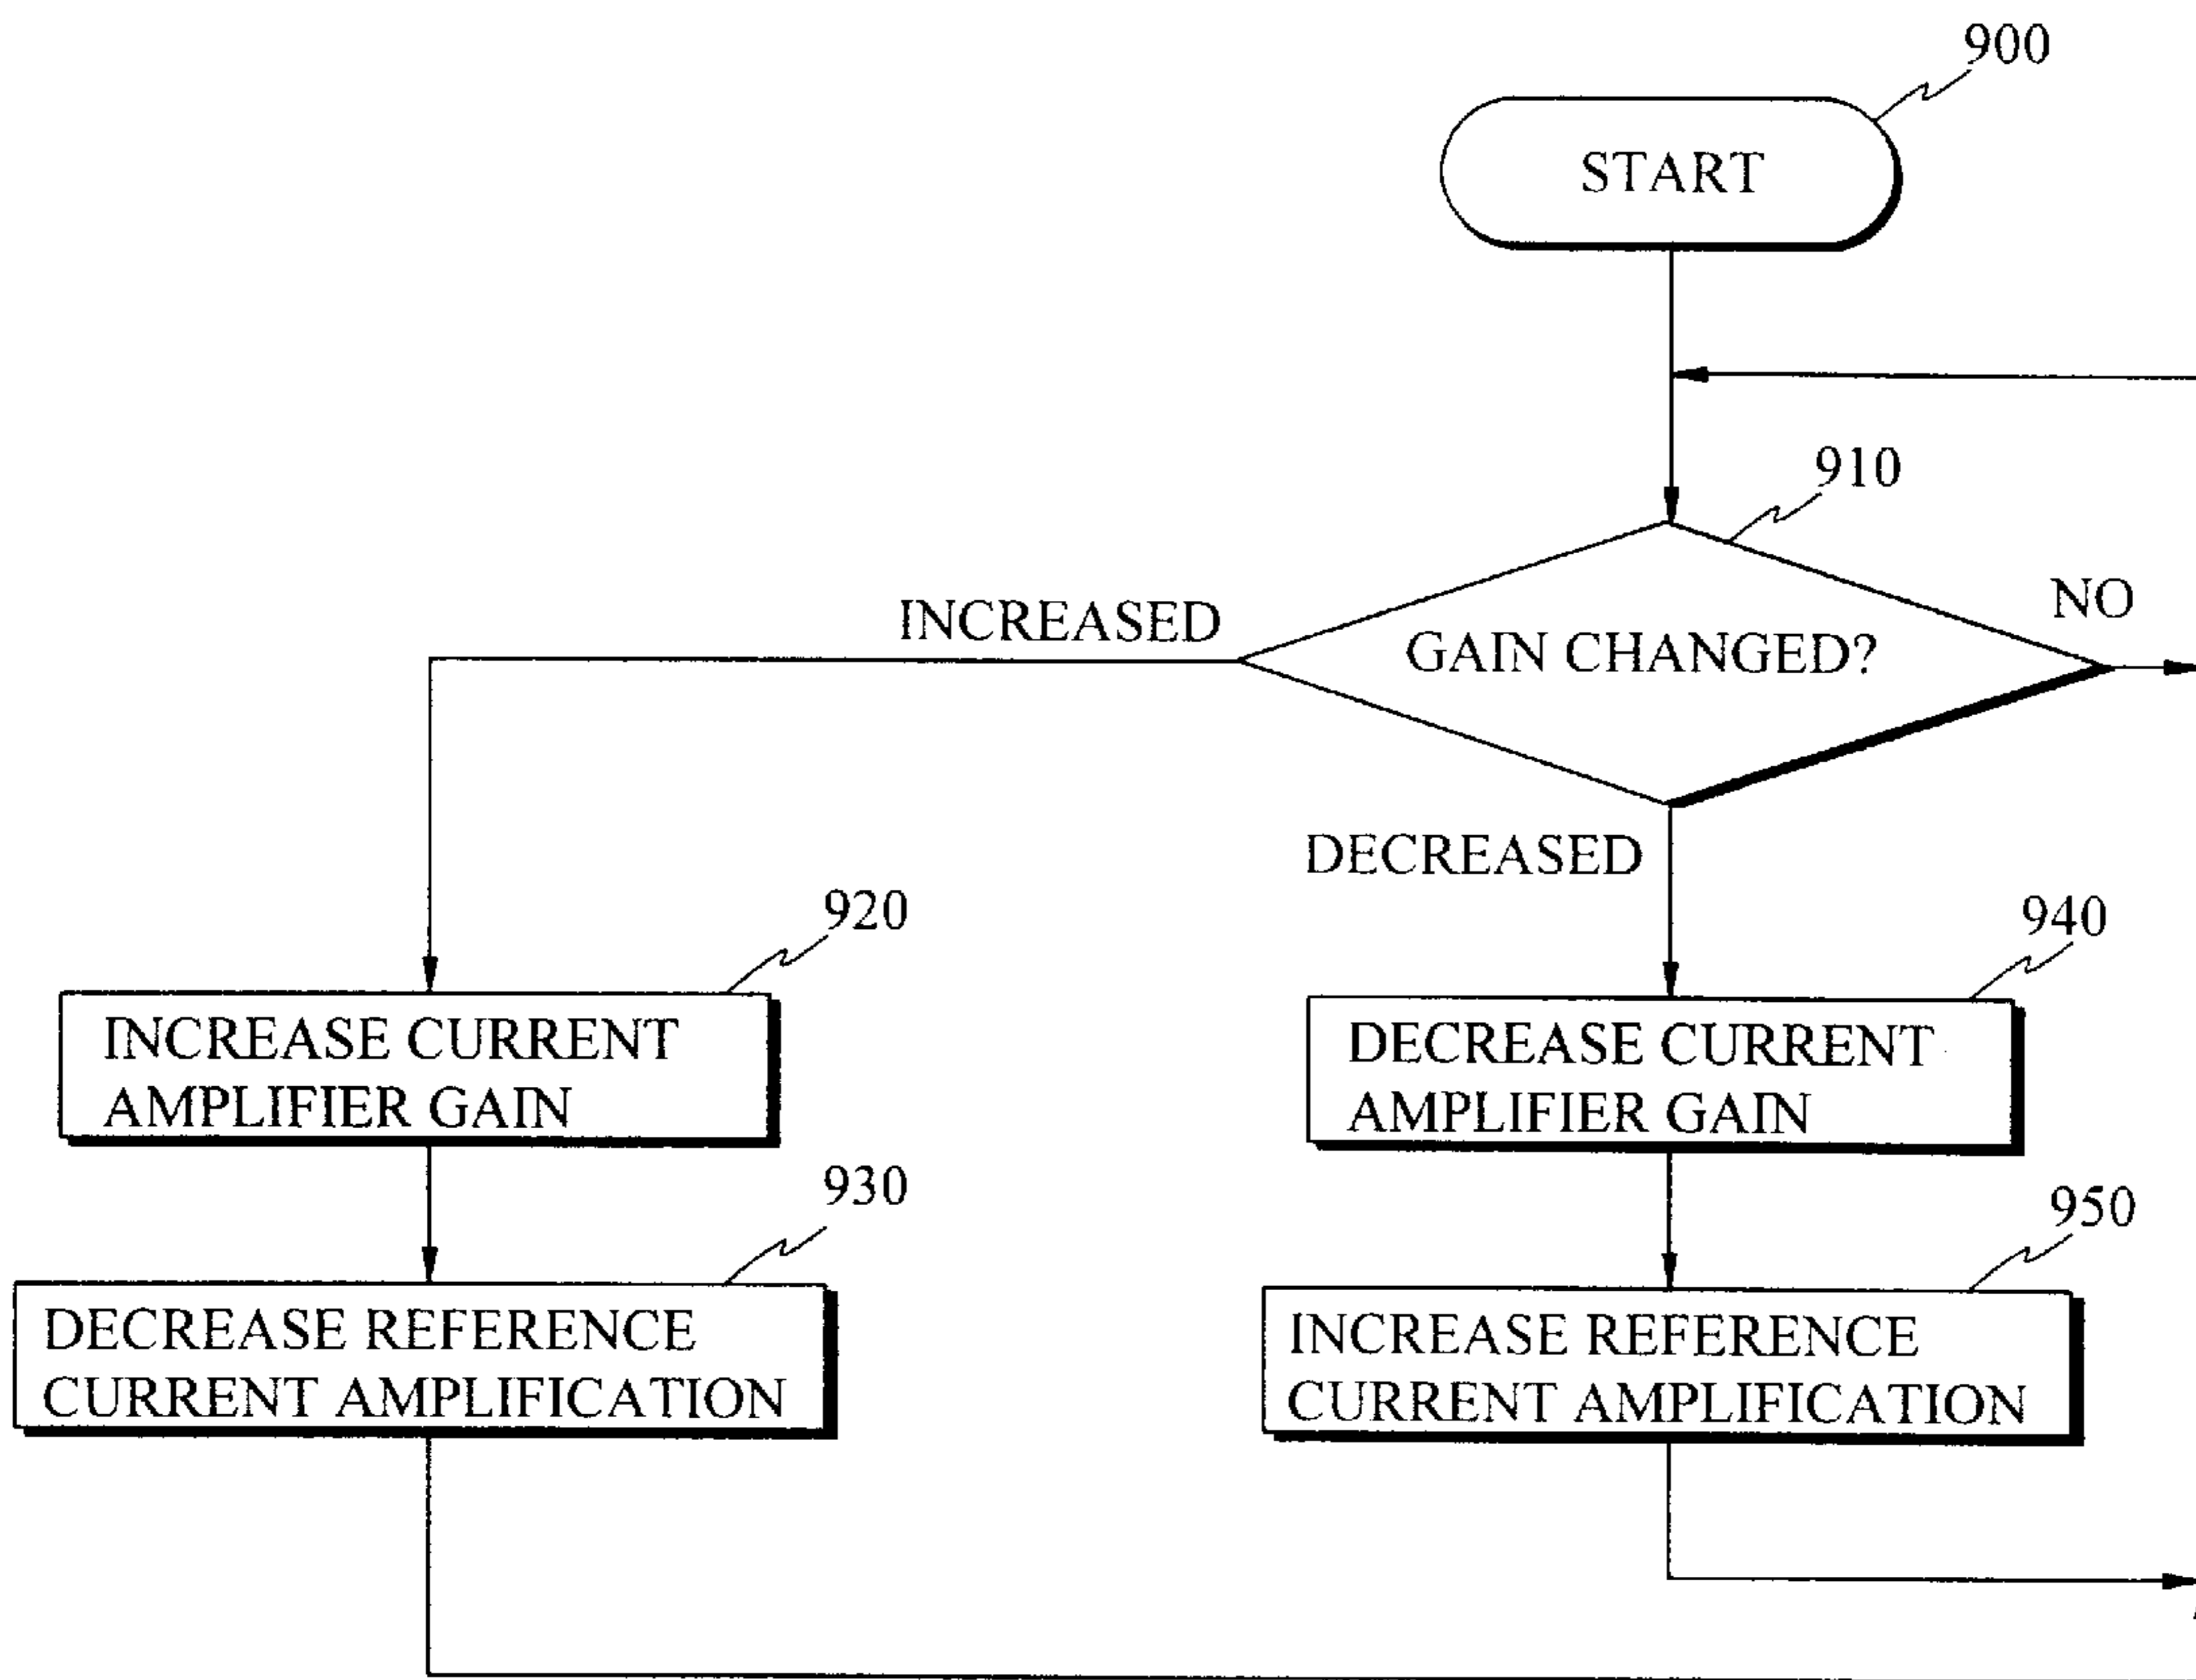 900
START
910
NO
INCREASED
GAIN CHANGED?
DECREASED
920
940
INCREASE CURRENT
AMPLIFIER GAIN
DECREASE CURRENT
AMPLIFIER GAIN
930
950
DECREASE REFERENCE
CURRENT AMPLIFICATION
INCREASE REFERENCE
CURRENT AMPLIFICATION